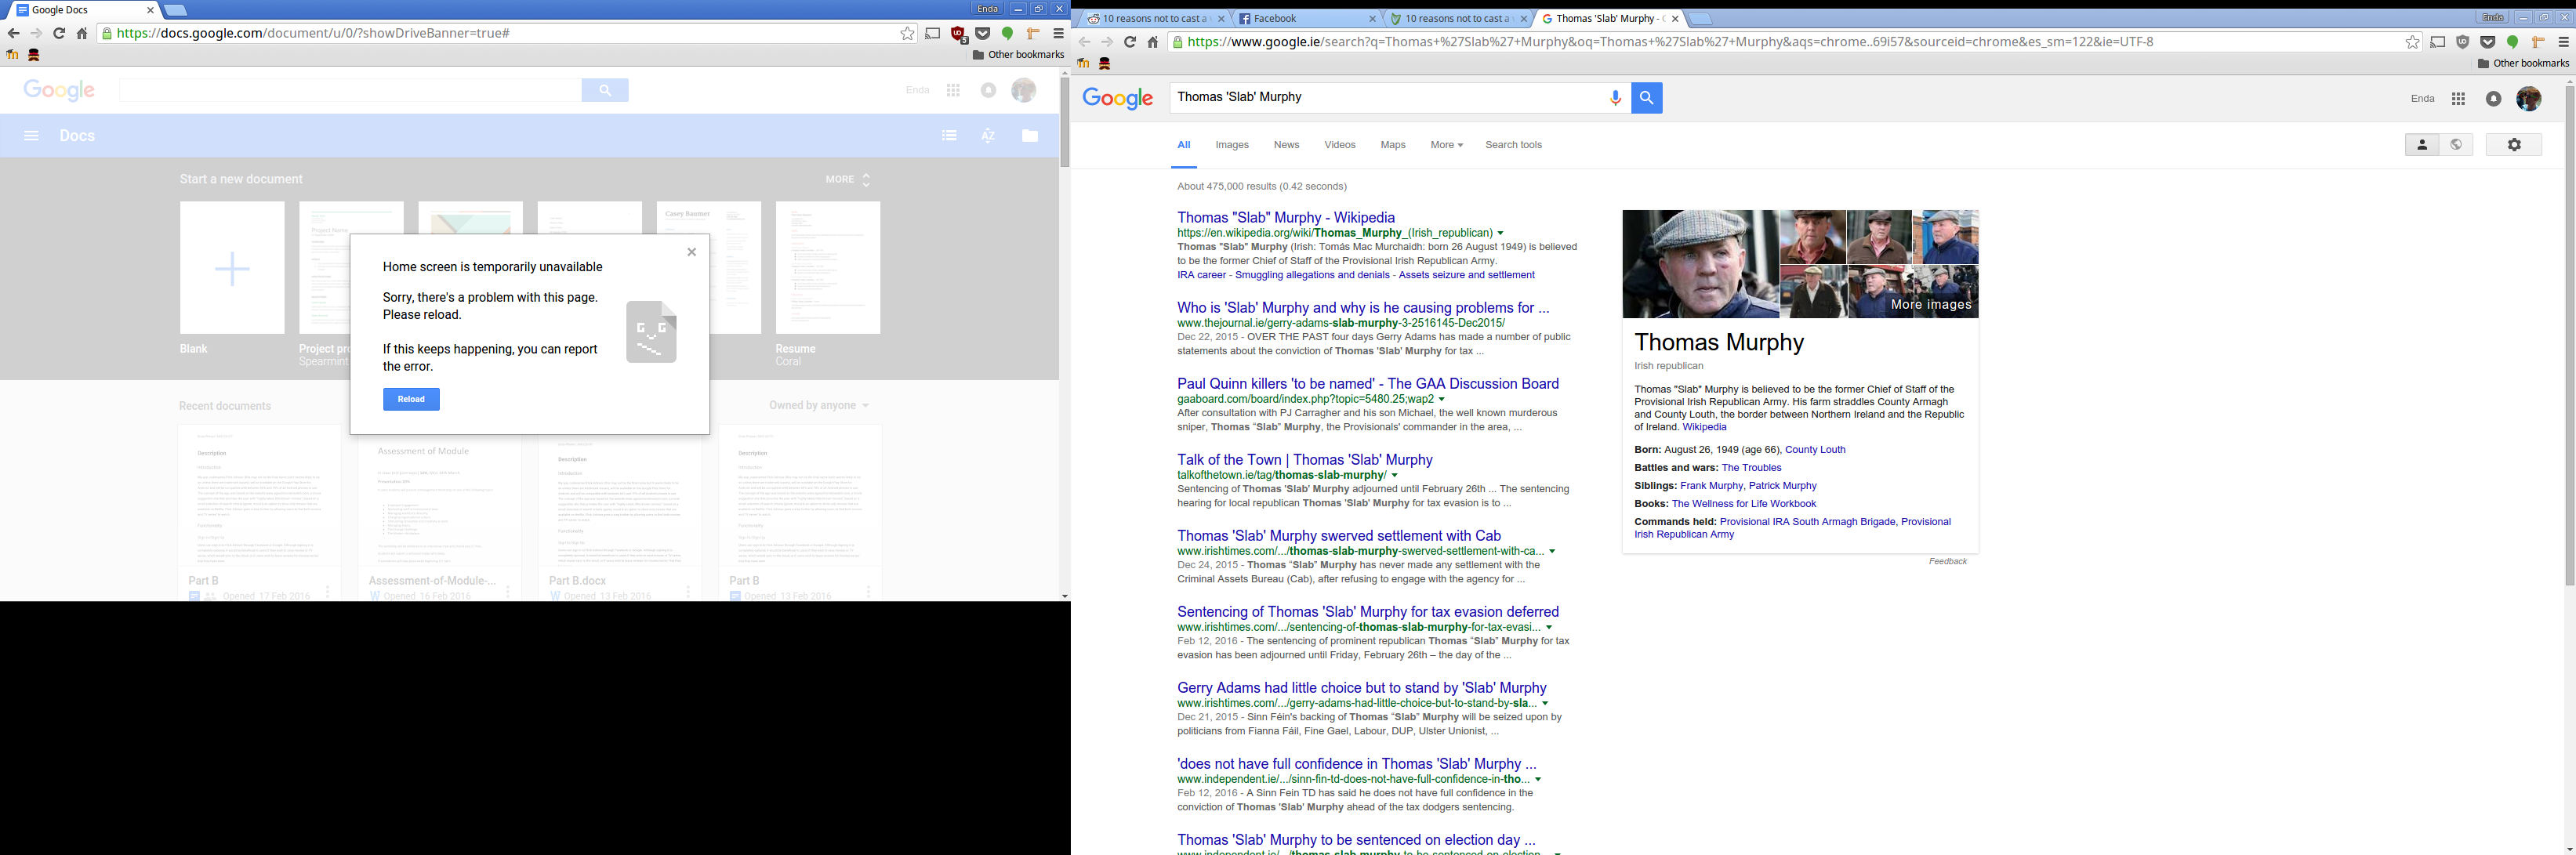 Google Docs
Enda
https://docs.google.com/document/u/0/?showDriveBanner=true#
Other bookmarks
Google
Enda
Docs
Start a new document
MORE
Casey Baumer
Project Name
Blank
Project pr
Spearmint
Resume
Coral
Home screen is temporarily unavailable
Sorry, there's a problem with this page.
Please reload.
If this keeps happening, you can report
the error.
Reload
Recent documents
Owned by anyone
Description
Assessment of Module
Description
Description
Part B
Opened 17 Feb 2016
Assessment-of-Module-...
Opened 16 Feb 2016
Part B.docx
Opened 13 Feb 2016
Part B
Opened 13 Feb 2016
10 reasons not to cast a v
Facebook
10 reasons not to cast a v
Thomas 'Slab' Murphy -
Enda
https://www.google.ie/search?q=Thomas+%27Slab%27+Murphy&oq=Thomas+%27Slab%27+Murphy&aqs=chrome..69i57&sourceid=chrome&es_sm=122&ie=UTF-8
Other bookmarks
Google
Thomas 'Slab' Murphy
Enda
All Images News Videos Maps More Search tools
About 475,000 results (0.42 seconds)
Thomas "Slab" Murphy - Wikipedia
https://en.wikipedia.org/wiki/Thomas_Murphy_(Irish_republican)
Thomas "Slab" Murphy (Irish: Tomás Mac Murchaidh: born 26 August 1949) is believed
to be the former Chief of Staff of the Provisional Irish Republican Army.
IRA career - Smuggling allegations and denials - Assets seizure and settlement
Who is 'Slab' Murphy and why is he causing problems for ...
www.thejournal.ie/gerry-adams-slab-murphy-3-2516145-Dec2015/
Dec 22, 2015 - OVER THE PAST four days Gerry Adams has made a number of public
statements about the conviction of Thomas 'Slab' Murphy for tax ...
Paul Quinn killers 'to be named' - The GAA Discussion Board
gaaboard.com/board/index.php?topic=5480.25;wap2
After consultation with PJ Carragher and his son Michael, the well known murderous
sniper, Thomas "Slab" Murphy, the Provisionals' commander in the area, ...
Talk of the Town | Thomas 'Slab' Murphy
talkofthetown.ie/tag/thomas-slab-murphy/
Sentencing of Thomas 'Slab' Murphy adjourned until February 26th ... The sentencing
hearing for local republican Thomas 'Slab' Murphy for tax evasion is to ...
Thomas 'Slab' Murphy swerved settlement with Cab
www.irishtimes.com/.../thomas-slab-murphy-swerved-settlement-with-ca...
Dec 24, 2015 - Thomas "Slab" Murphy has never made any settlement with the
Criminal Assets Bureau (Cab), after refusing to engage with the agency for ...
Sentencing of Thomas 'Slab' Murphy for tax evasion deferred
www.irishtimes.com/.../sentencing-of-thomas-slab-murphy-for-tax-evasi...
Feb 12, 2016 - The sentencing of prominent republican Thomas "Slab" Murphy for tax
evasion has been adjourned until Friday, February 26th – the day of the ...
Gerry Adams had little choice but to stand by 'Slab' Murphy
www.irishtimes.com/.../gerry-adams-had-little-choice-but-to-stand-by-sla...
Dec 21, 2015 - Sinn Féin's backing of Thomas "Slab" Murphy will be seized upon by
politicians from Fianna Fáil, Fine Gael, Labour, DUP, Ulster Unionist, ...
'does not have full confidence in Thomas 'Slab' Murphy ...
www.independent.ie/.../sinn-fin-td-does-not-have-full-confidence-in-tho...
Feb 12, 2016 - A Sinn Fein TD has said he does not have full confidence in the
conviction of Thomas 'Slab' Murphy ahead of the tax dodgers sentencing.
Thomas 'Slab' Murphy to be sentenced on election day ...
www.independent.ie/.../thomas-slab-murphy-to-be-sentenced-on-election...
More images
Thomas Murphy
Irish republican
Thomas "Slab" Murphy is believed to be the former Chief of Staff of the
Provisional Irish Republican Army. His farm straddles County Armagh
and County Louth, the border between Northern Ireland and the Republic
of Ireland. Wikipedia
Born: August 26, 1949 (age 66), County Louth
Battles and wars: The Troubles
Siblings: Frank Murphy, Patrick Murphy
Books: The Wellness for Life Workbook
Commands held: Provisional IRA South Armagh Brigade, Provisional
Irish Republican Army
Feedback